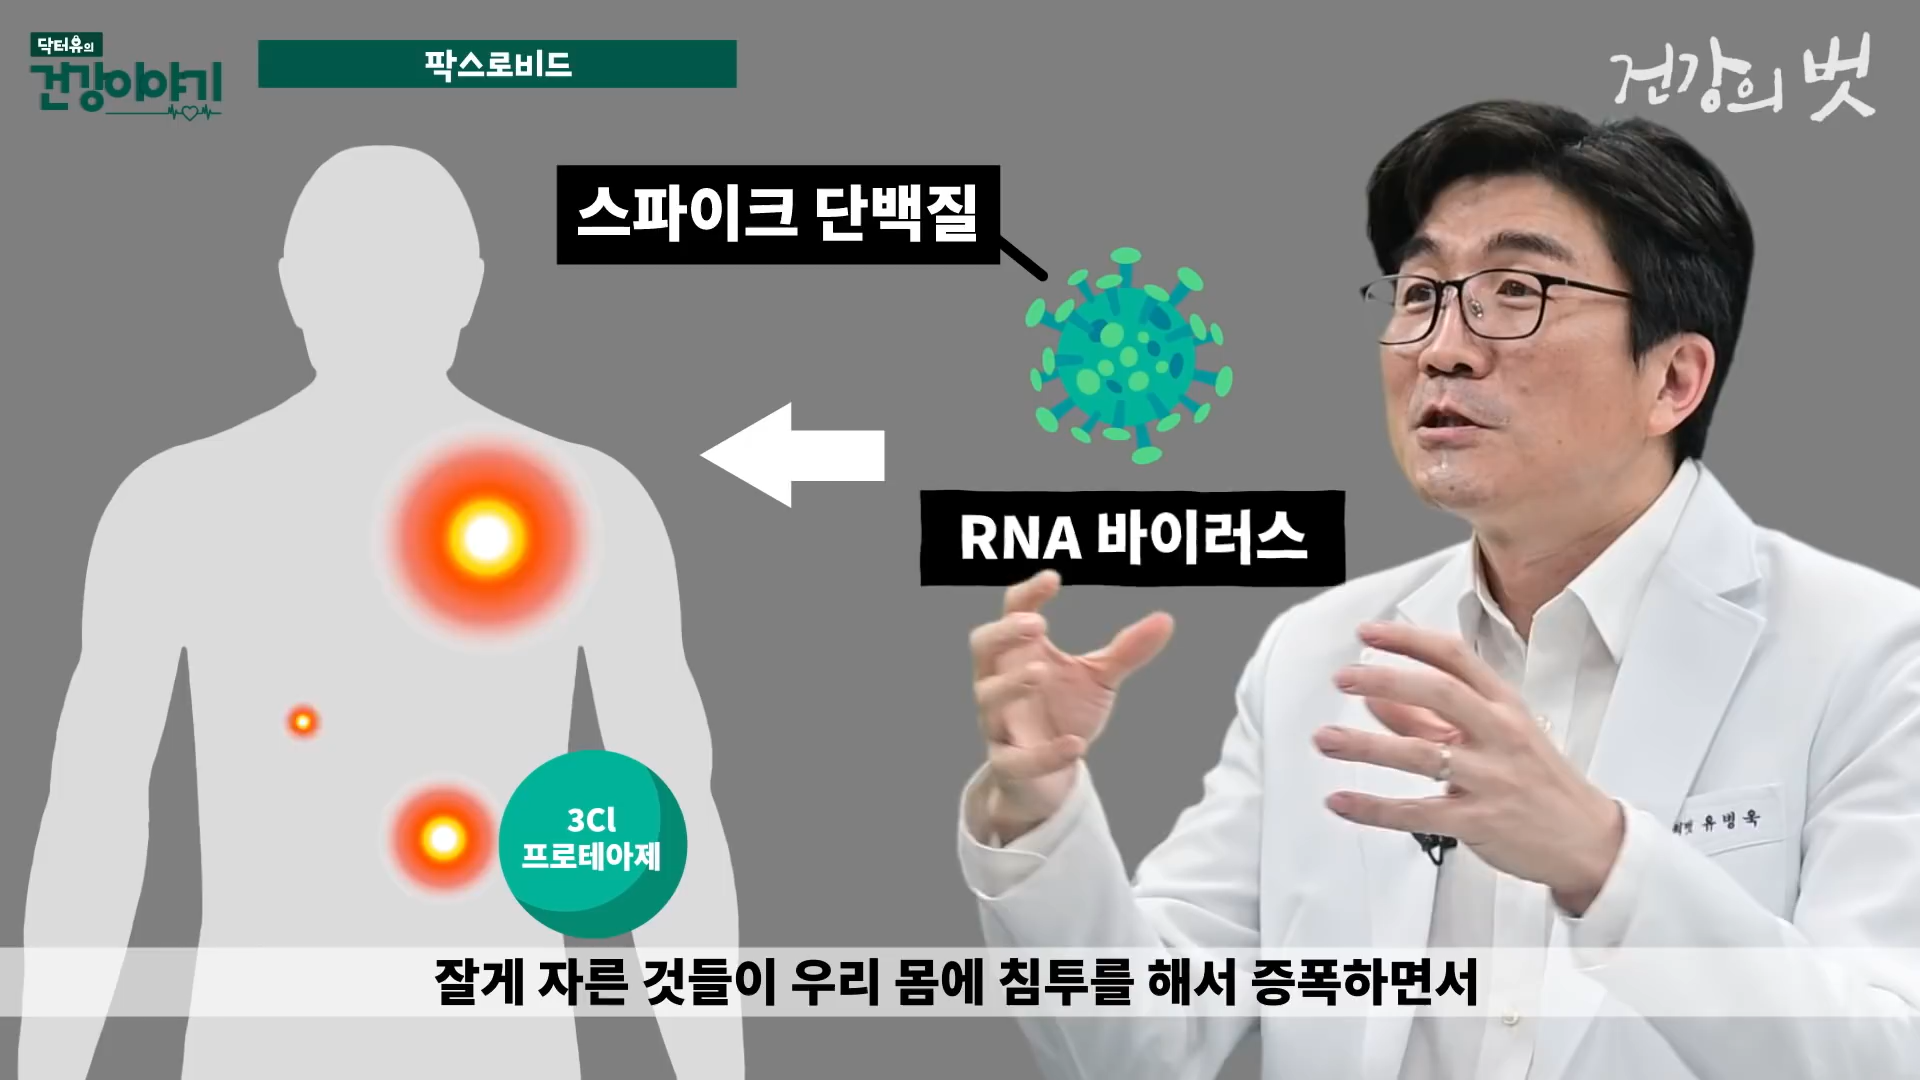 닥터유의
건강이야기
팍스로비드
건강의 벗
스파이크 단백질
RNA 바이러스
3Cl
프로테아제
유병욱
잘게 자른 것들이 우리 몸에 침투를 해서 증폭하면서